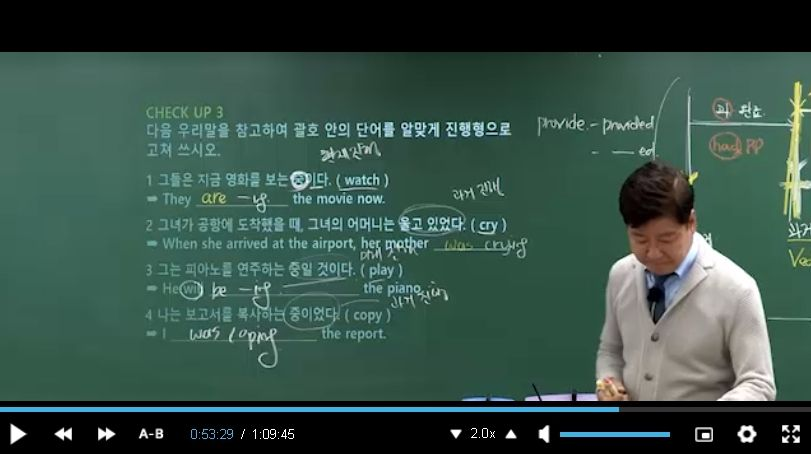 CHECK UP 3
다음 우리말을 참고하여 괄호 안의 단어를 알맞게 진행형으로
고쳐 쓰시오.
현재진행
1 그들은 지금 영화를 보는 중이다. ( watch )
➡ They are -ing the movie now.
과거진행
2 그녀가 공항에 도착했을 때, 그녀의 어머니는 울고 있었다. ( cry )
➡ When she arrived at the airport, her mother was crying
3 그는 피아노를 연주하는 중일 것이다. ( play )
➡ He will be -ing the piano.
과거진행
4 나는 보고서를 복사하는 중이었다. ( copy )
➡ I was coping the report.
provide - provided
- ed
had PP
A-B
0:53:29 / 1:09:45
2.0x